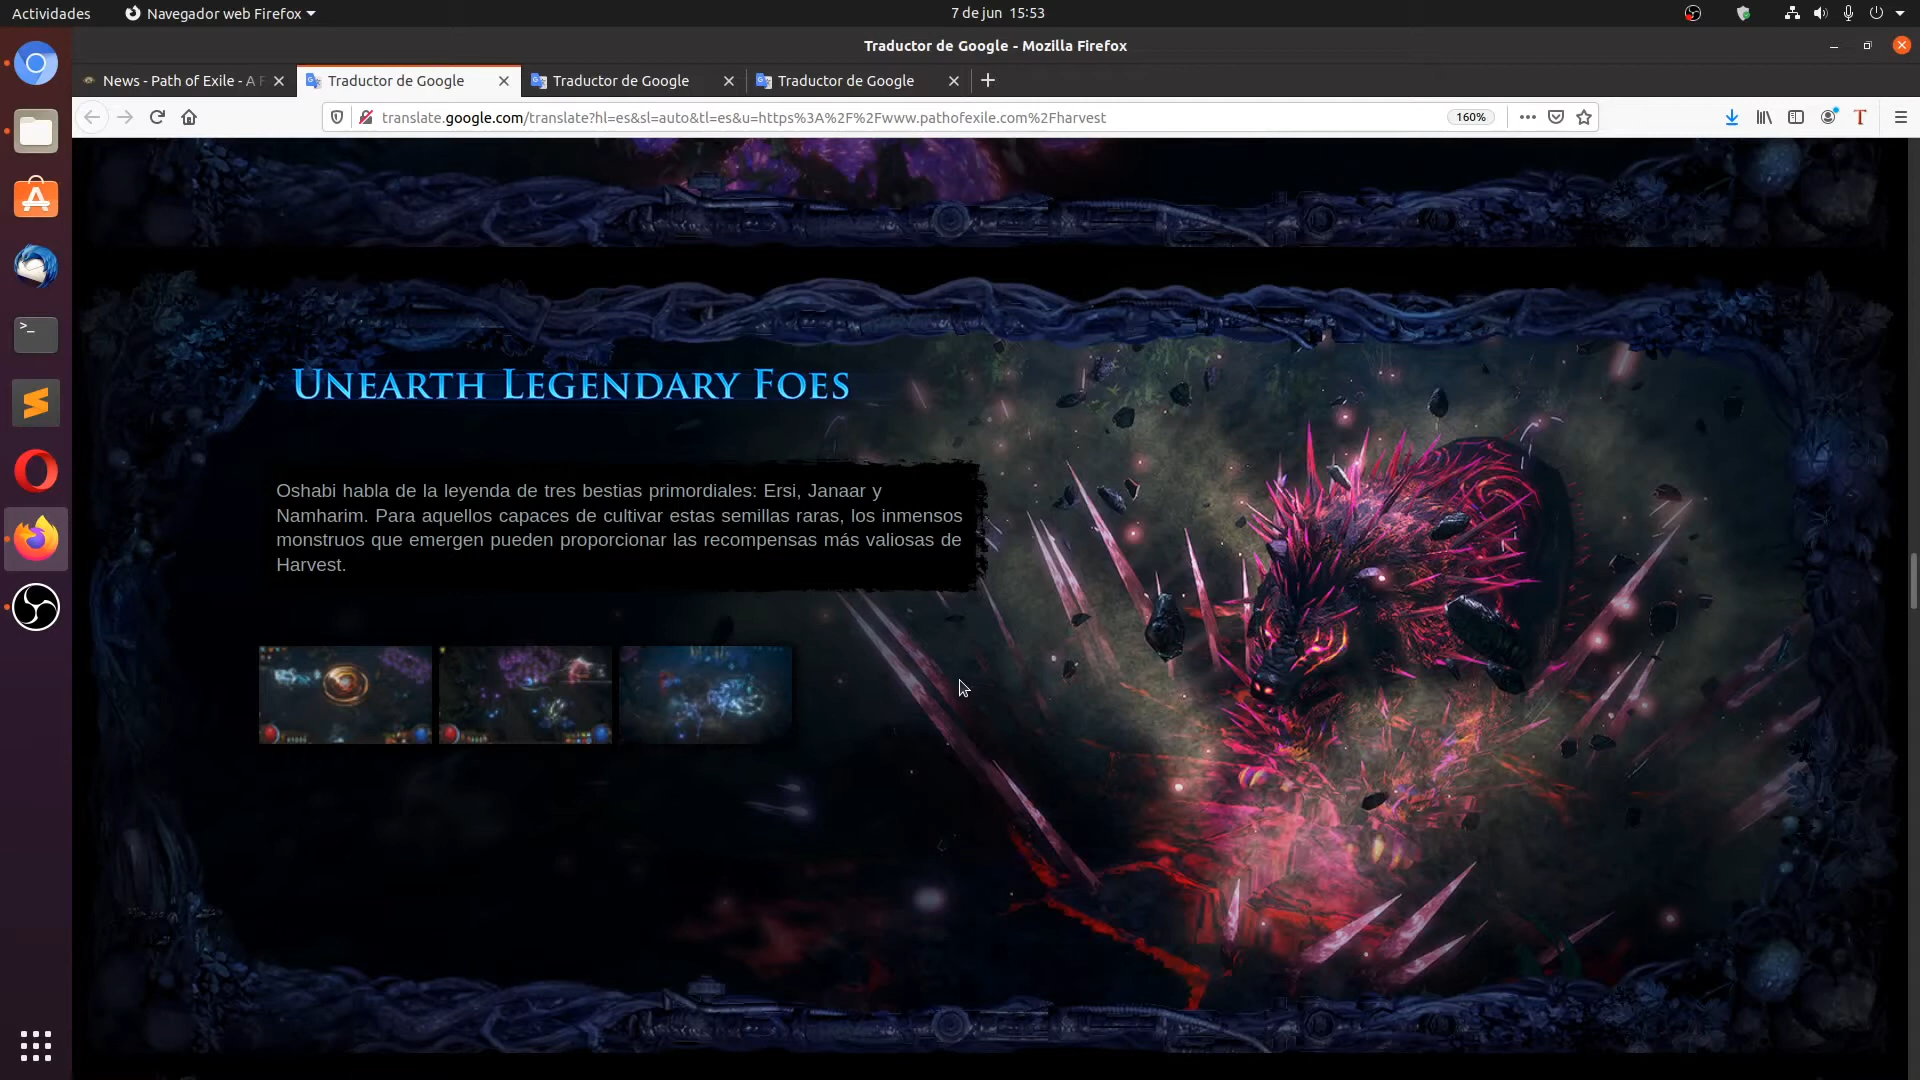 Actividades
Navegador web Firefox
7 de jun 15:53
Traductor de Google - Mozilla Firefox
News - Path of Exile - A F
Traductor de Google
Traductor de Google
Traductor de Google
translate.google.com/translate?hl=es&sl=auto&tl=es&u=https%3A%2F%2Fwww.pathofexile.com%2Fharvest
160%
UNEARTH LEGENDARY FOES
Oshabi habla de la leyenda de tres bestias primordiales: Ersi, Janaar y
Namharim. Para aquellos capaces de cultivar estas semillas raras, los inmensos
monstruos que emergen pueden proporcionar las recompensas más valiosas de
Harvest.